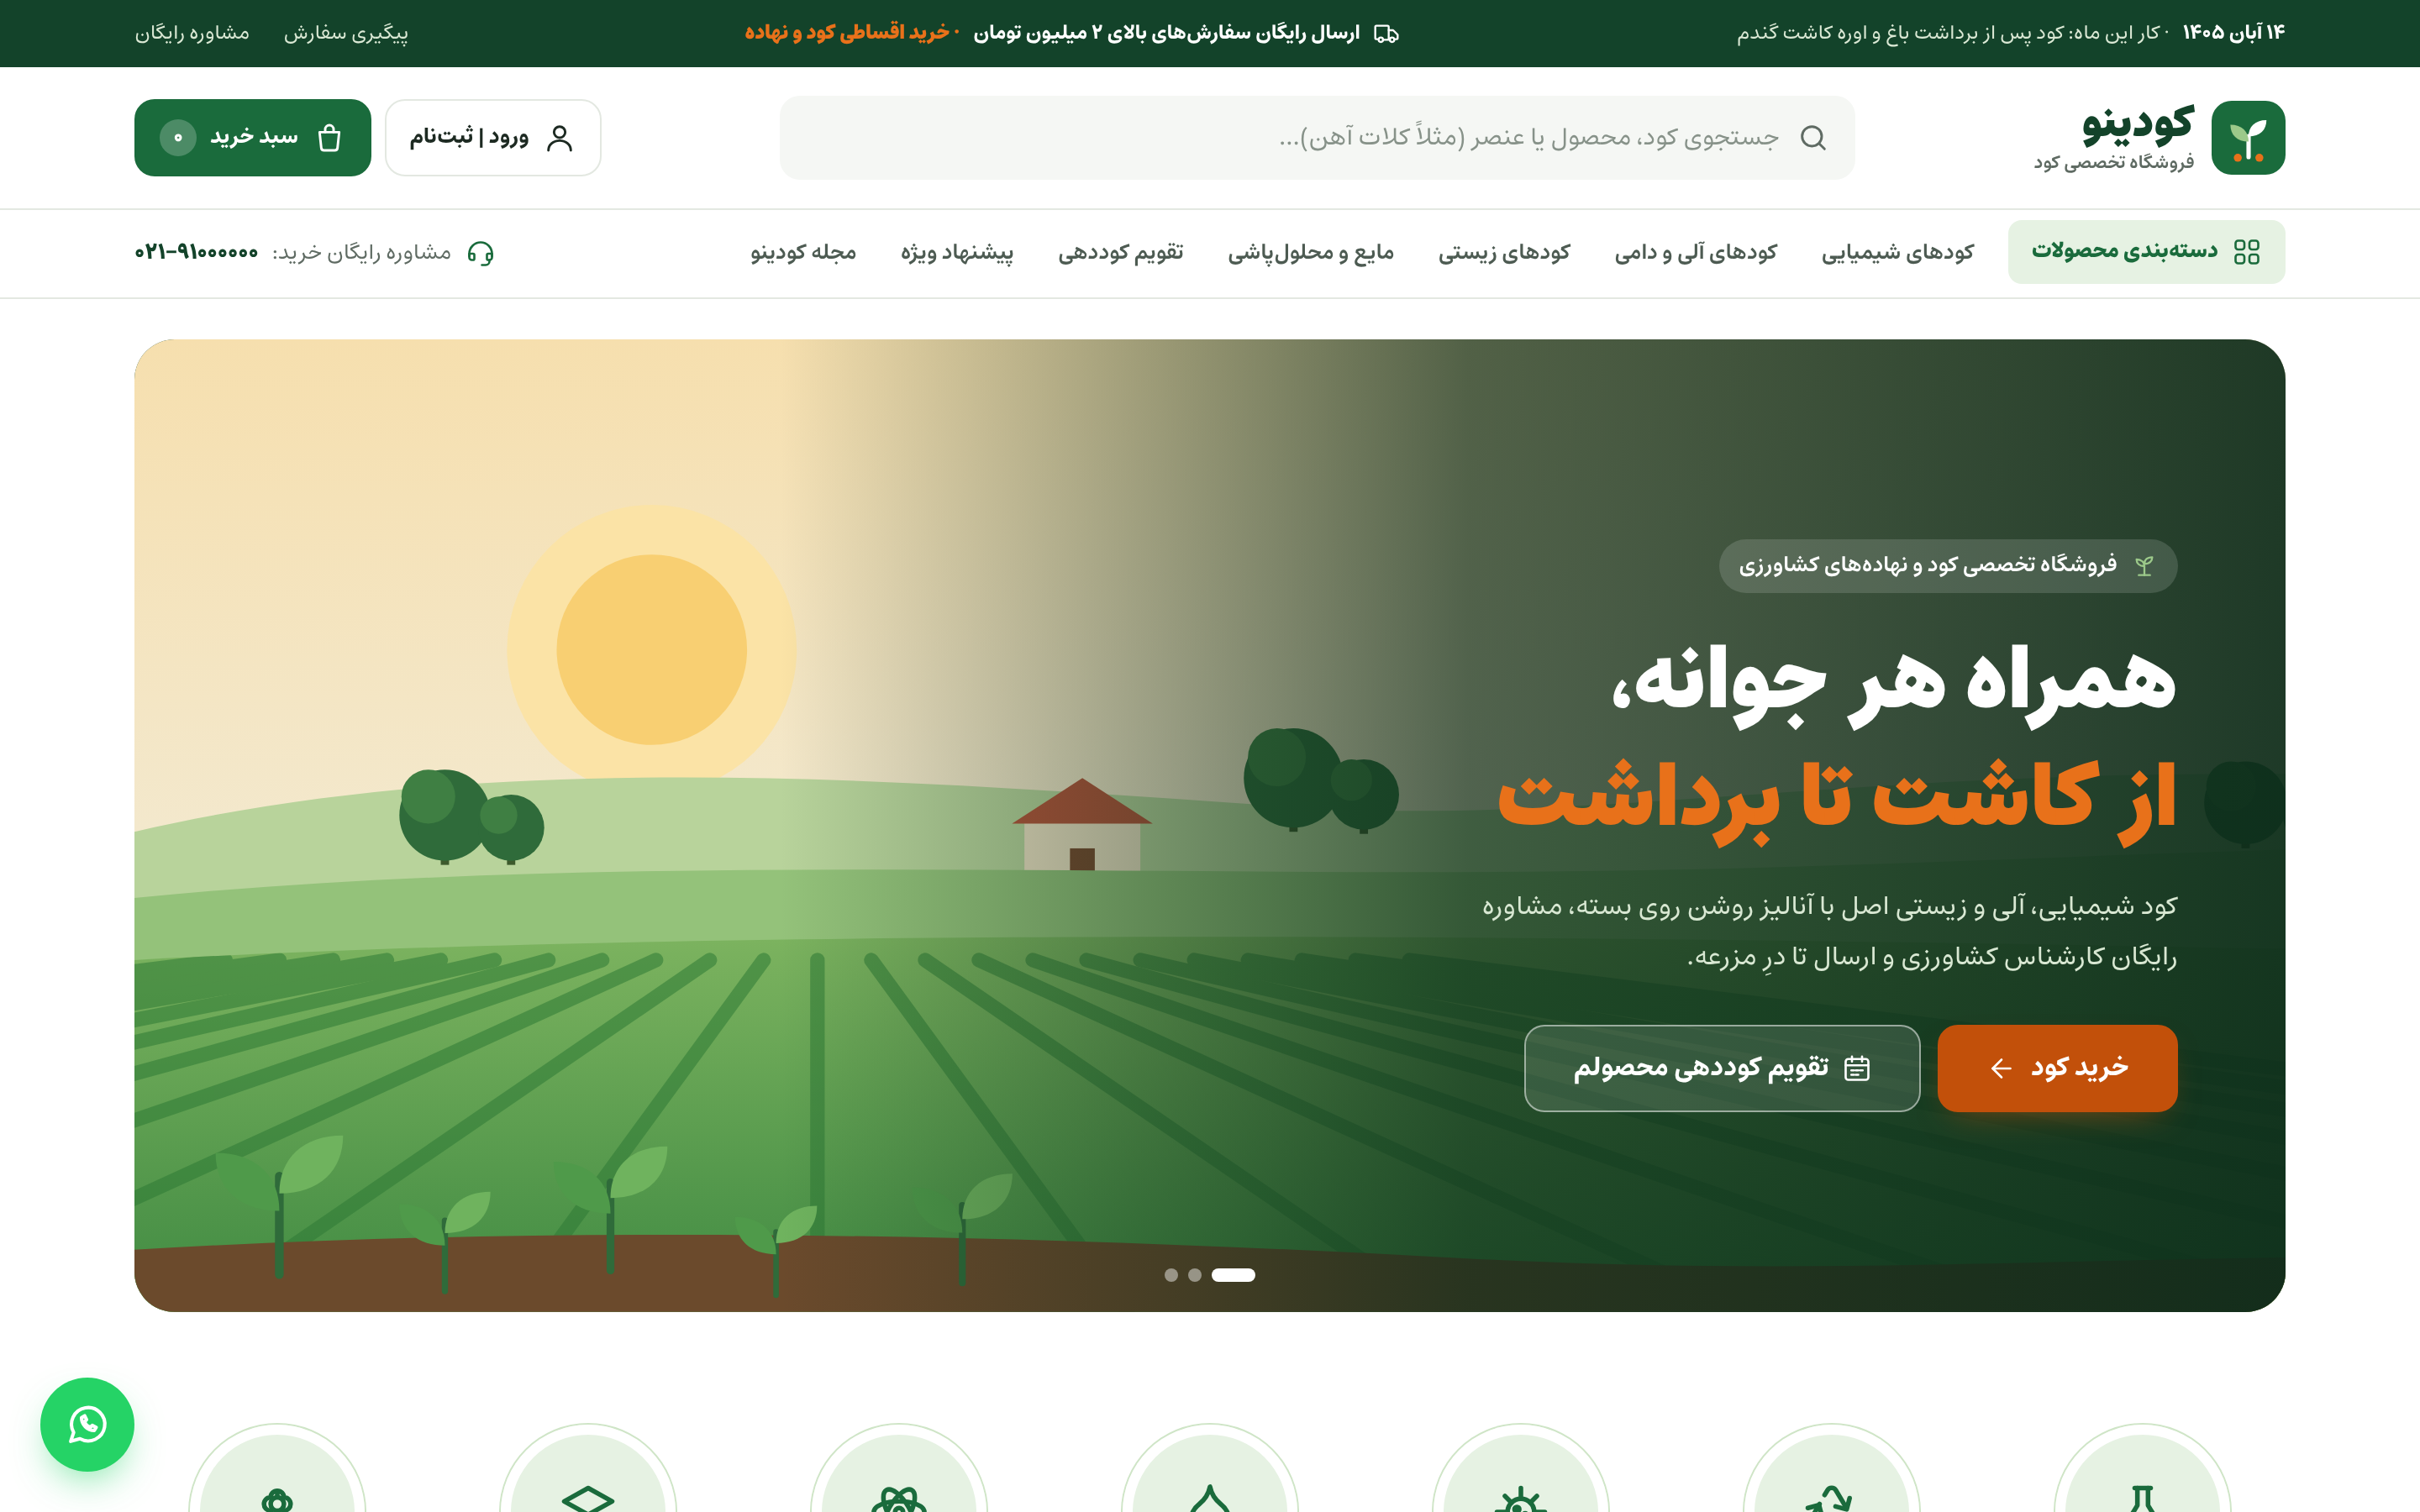 ۱۴ آبان ۱۴۰۵ · کار این ماه: کود پس از برداشت باغ و اوره کاشت گندم
ارسال رایگان سفارش‌های بالای ۲ میلیون تومان · خرید اقساطی کود و نهاده
مشاوره رایگان
پیگیری سفارش
کودینو
فروشگاه تخصصی کود
جستجوی کود، محصول یا عنصر (مثلاً کلات آهن)...
ورود | ثبت‌نام
سبد خرید ۰
دسته‌بندی محصولات
کودهای شیمیایی
کودهای آلی و دامی
کودهای زیستی
مایع و محلول‌پاشی
تقویم کوددهی
پیشنهاد ویژه
مجله کودینو
مشاوره رایگان خرید: ۰۲۱-۹۱۰۰۰۰۰۰
فروشگاه تخصصی کود و نهاده‌های کشاورزی
همراه هر جوانه،
از کاشت تا برداشت
کود شیمیایی، آلی و زیستی اصل با آنالیز روشن روی بسته، مشاوره
رایگان کارشناس کشاورزی و ارسال تا درِ مزرعه.
خرید کود
تقویم کوددهی محصولم